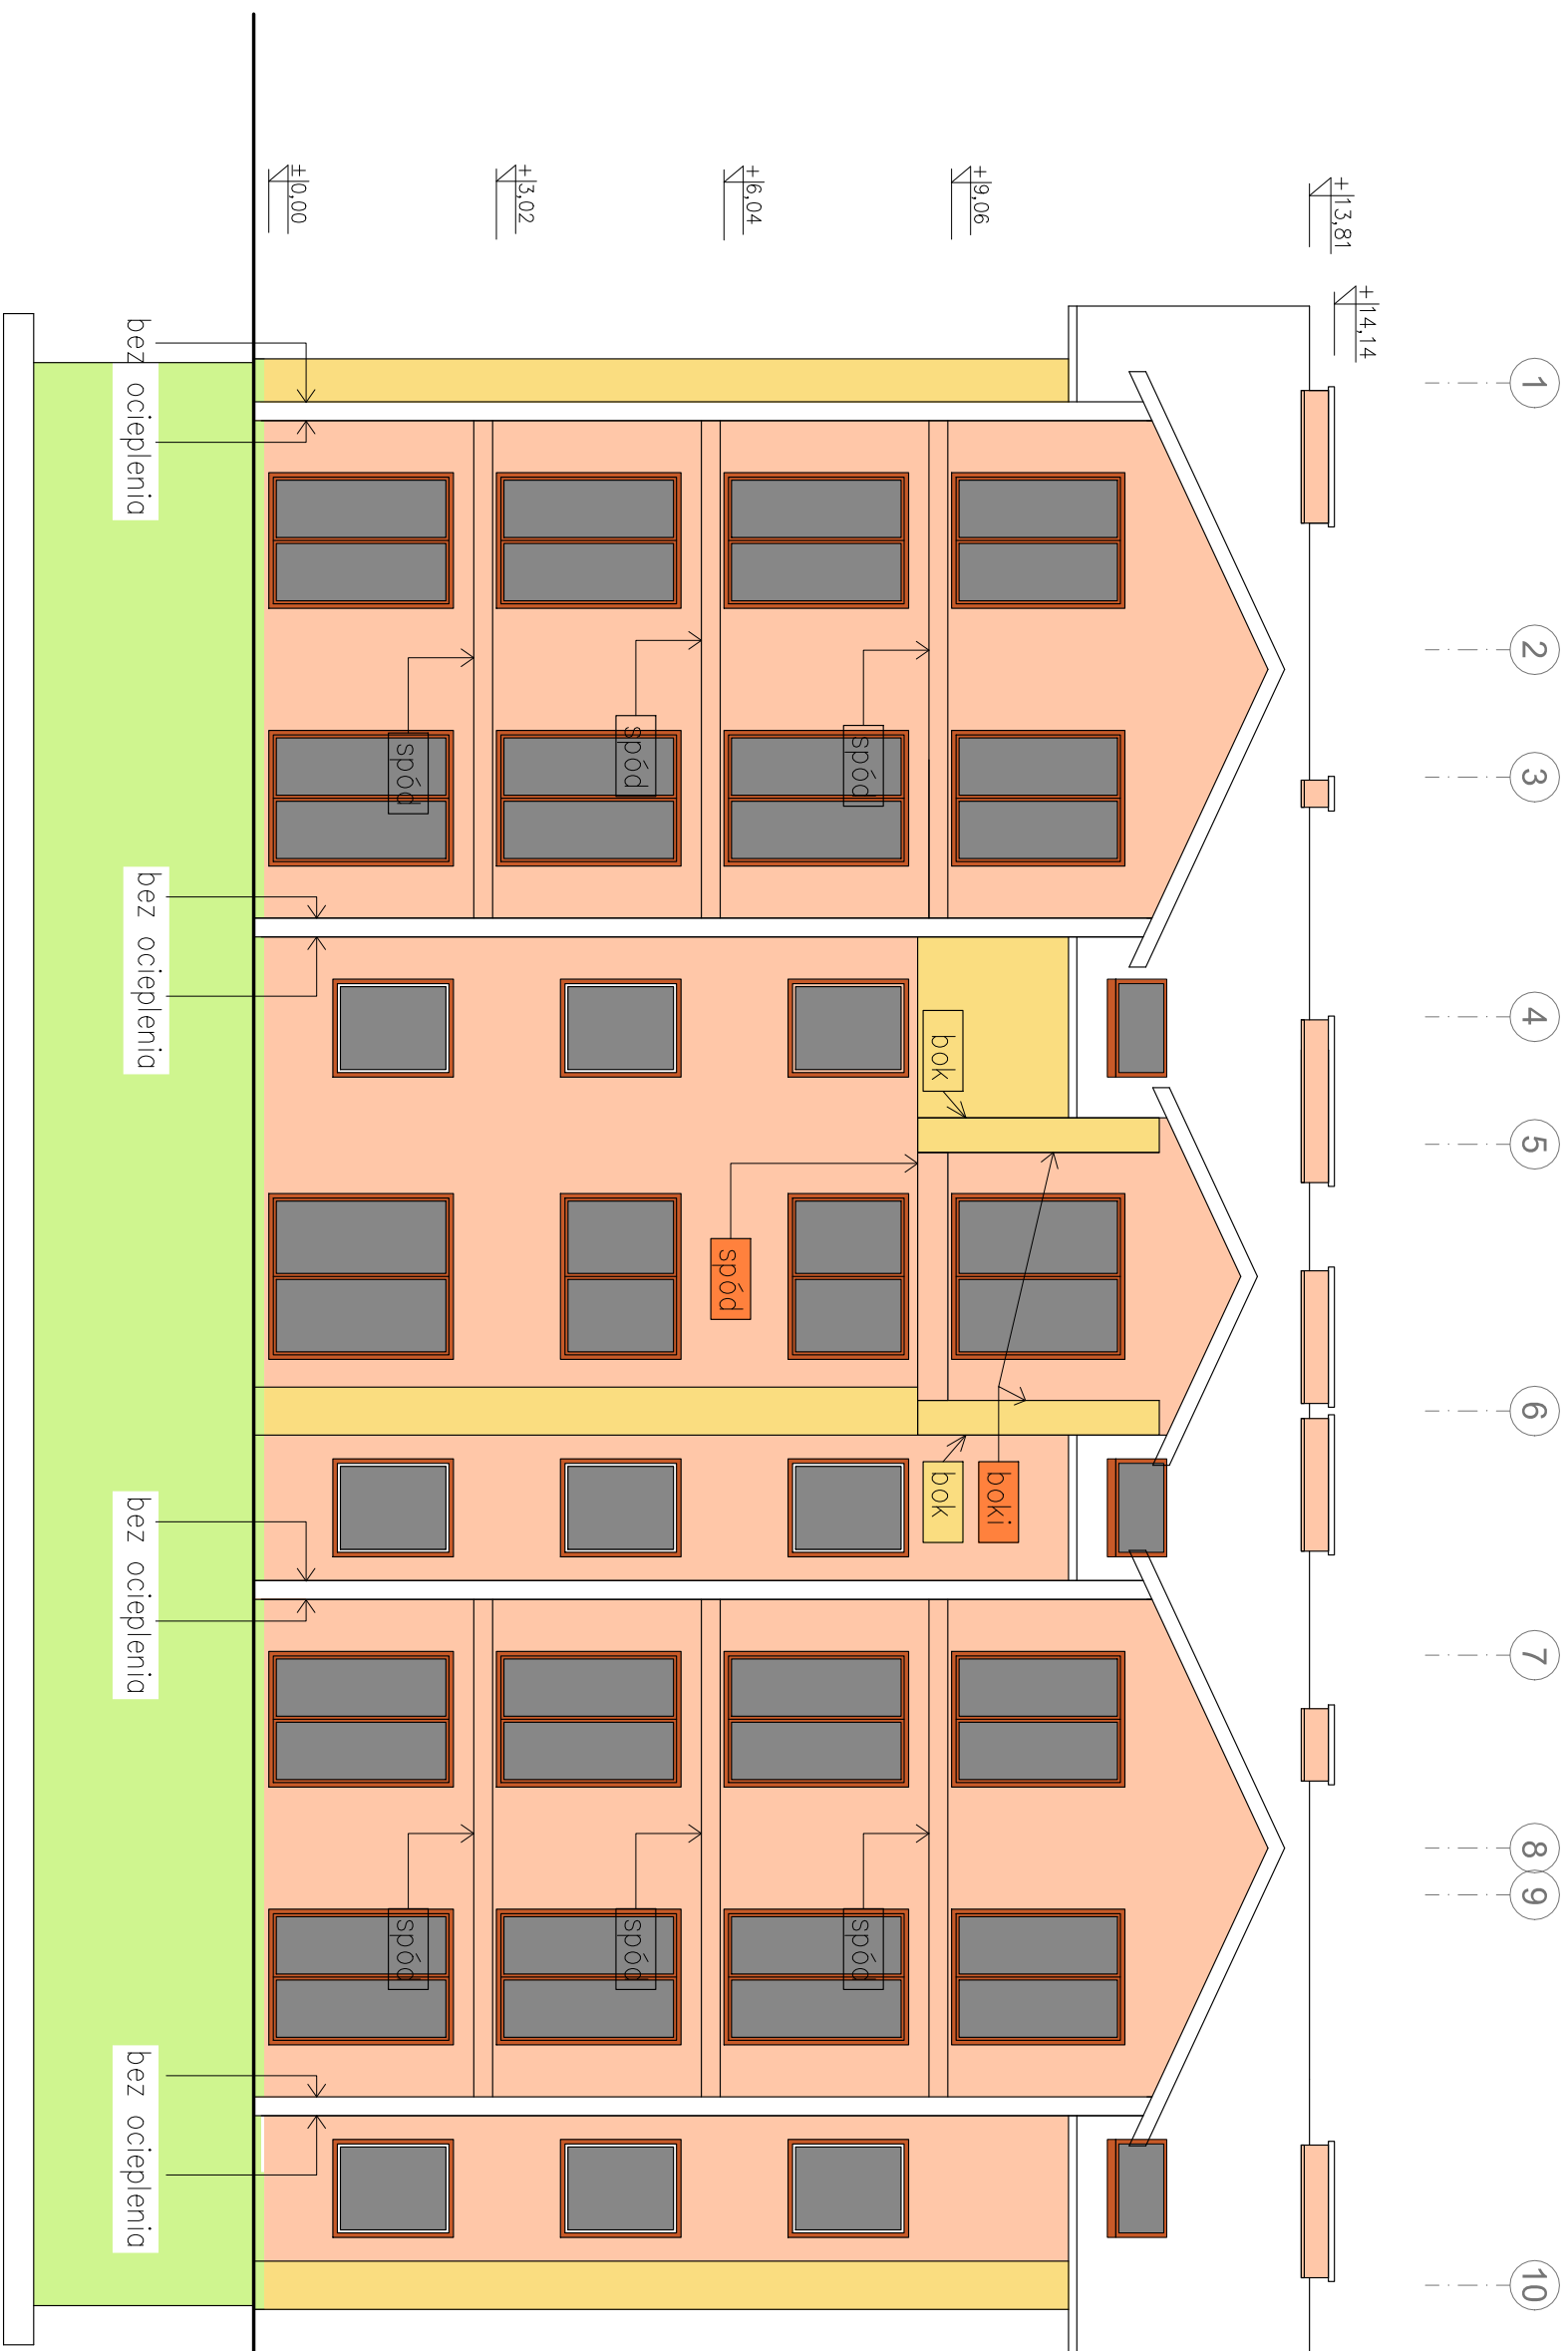 1
2
3
4
5
6
7
8
9
10
+14,14
+13,81
+9,06
+6,04
+3,02
±0,00
boki
bok
bok
spód
spód
spód
spód
spód
spód
spód
bez ocieplenia
bez ocieplenia
bez ocieplenia
bez ocieplenia